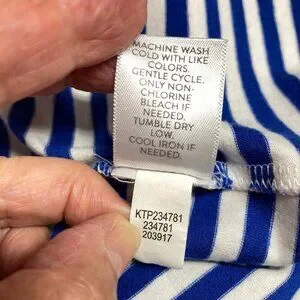 MACHINE WASH
COLD WITH LIKE
COLORS.
GENTLE CYCLE.
ONLY NON-
CHLORINE
BLEACH IF
NEEDED.
TUMBLE DRY
LOW.
COOL IRON IF
NEEDED.
KTP234781
234781
203917